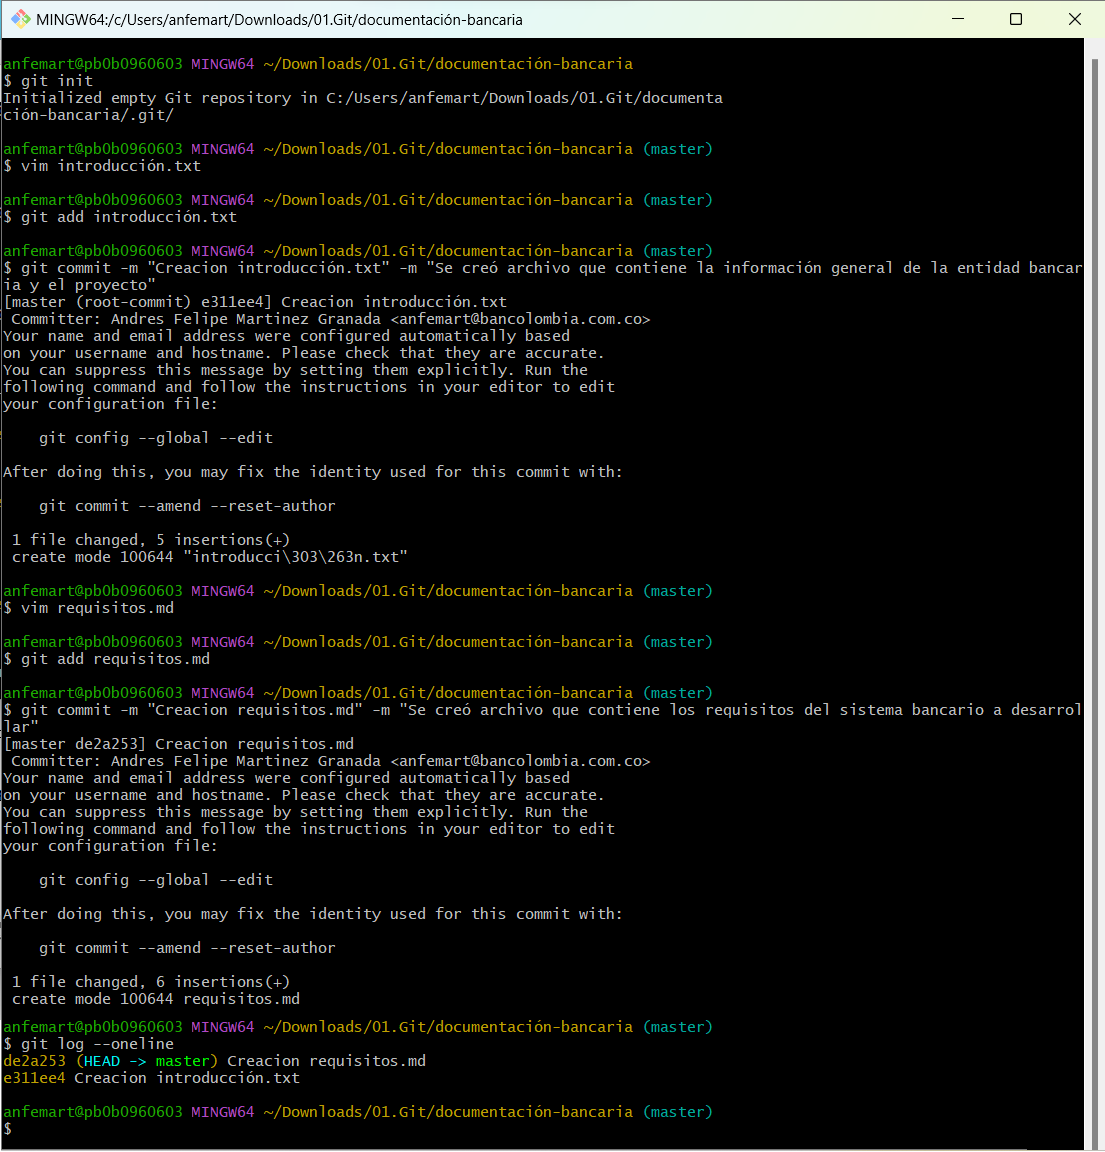 MINGW64:/c/Users/anfemart/Downloads/01.Git/documentación-bancaria
anfemart@pb0b0960603 MINGW64 ~/Downloads/01.Git/documentación-bancaria
$ git init
Initialized empty Git repository in C:/Users/anfemart/Downloads/01.Git/documenta
ción-bancaria/.git/
anfemart@pb0b0960603 MINGW64 ~/Downloads/01.Git/documentación-bancaria (master)
$ vim introducción.txt
anfemart@pb0b0960603 MINGW64 ~/Downloads/01.Git/documentación-bancaria (master)
$ git add introducción.txt
anfemart@pb0b0960603 MINGW64 ~/Downloads/01.Git/documentación-bancaria (master)
$ git commit -m "Creacion introducción.txt" -m "Se creó archivo que contiene la información general de la entidad bancar
ia y el proyecto"
[master (root-commit) e311ee4] Creacion introducción.txt
 Committer: Andres Felipe Martinez Granada <anfemart@bancolombia.com.co>
Your name and email address were configured automatically based
on your username and hostname. Please check that they are accurate.
You can suppress this message by setting them explicitly. Run the
following command and follow the instructions in your editor to edit
your configuration file:
    git config --global --edit
After doing this, you may fix the identity used for this commit with:
    git commit --amend --reset-author
 1 file changed, 5 insertions(+)
 create mode 100644 "introducci\303\263n.txt"
anfemart@pb0b0960603 MINGW64 ~/Downloads/01.Git/documentación-bancaria (master)
$ vim requisitos.md
anfemart@pb0b0960603 MINGW64 ~/Downloads/01.Git/documentación-bancaria (master)
$ git add requisitos.md
anfemart@pb0b0960603 MINGW64 ~/Downloads/01.Git/documentación-bancaria (master)
$ git commit -m "Creacion requisitos.md" -m "Se creó archivo que contiene los requisitos del sistema bancario a desarrol
lar"
[master de2a253] Creacion requisitos.md
 Committer: Andres Felipe Martinez Granada <anfemart@bancolombia.com.co>
Your name and email address were configured automatically based
on your username and hostname. Please check that they are accurate.
You can suppress this message by setting them explicitly. Run the
following command and follow the instructions in your editor to edit
your configuration file:
    git config --global --edit
After doing this, you may fix the identity used for this commit with:
    git commit --amend --reset-author
 1 file changed, 6 insertions(+)
 create mode 100644 requisitos.md
anfemart@pb0b0960603 MINGW64 ~/Downloads/01.Git/documentación-bancaria (master)
$ git log --oneline
de2a253 (HEAD -> master) Creacion requisitos.md
e311ee4 Creacion introducción.txt
anfemart@pb0b0960603 MINGW64 ~/Downloads/01.Git/documentación-bancaria (master)
$